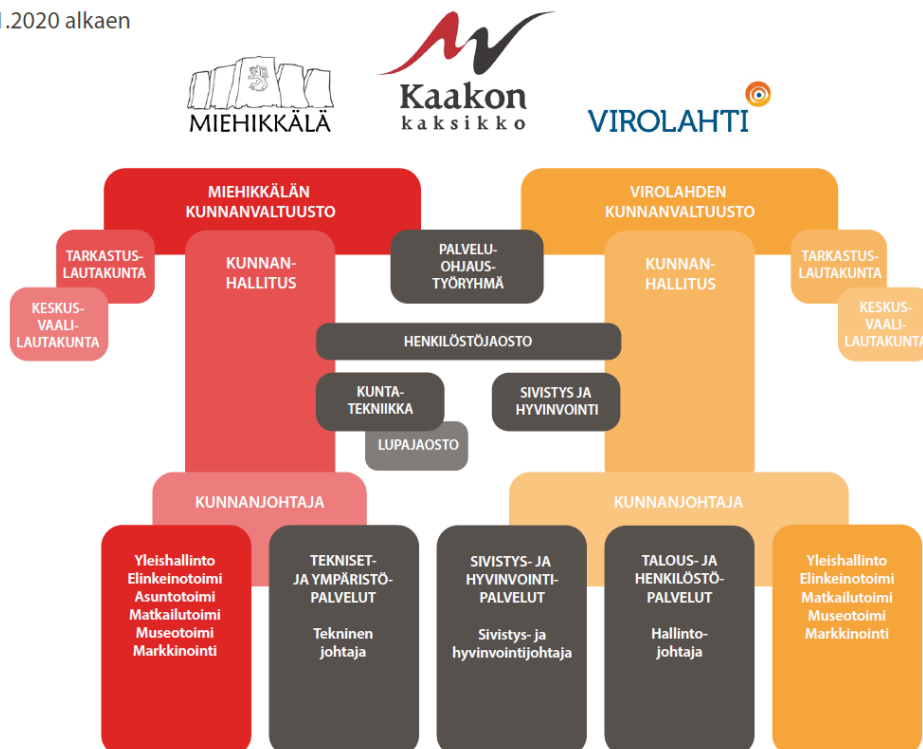 1.2020 alkaen
MIEHIKKÄLÄ
Kaakon
kaksikko
VIROLAHTI
MIEHIKKÄLÄN
KUNNANVALTUUSTO
VIROLAHDEN
KUNNANVALTUUSTO
TARKASTUS-
LAUTAKUNTA
KESKUS-
VAALI-
LAUTAKUNTA
KUNNAN-
HALLITUS
PALVELU-
OHJAUS-
TYÖRYHMÄ
KUNNAN-
HALLITUS
TARKASTUS-
LAUTAKUNTA
KESKUS-
VAALI-
LAUTAKUNTA
HENKILÖSTÖJAOSTO
KUNTA-
TEKNIIKKA
SIVISTYS JA
HYVINVOINTI
LUPAJAOSTO
KUNNANJOHTAJA
KUNNANJOHTAJA
Yleishallinto
Elinkeinotoimi
Asuntotoimi
Matkailutoimi
Museotoimi
Markkinointi
TEKNISET-
JA YMPÄRISTÖ-
PALVELUT
Tekninen
johtaja
SIVISTYS- JA
HYVINVOINTI-
PALVELUT
Sivistys- ja
hyvinvointijohtaja
TALOUS- JA
HENKILÖSTÖ-
PALVELUT
Hallinto-
johtaja
Yleishallinto
Elinkeinotoimi
Matkailutoimi
Museotoimi
Markkinointi